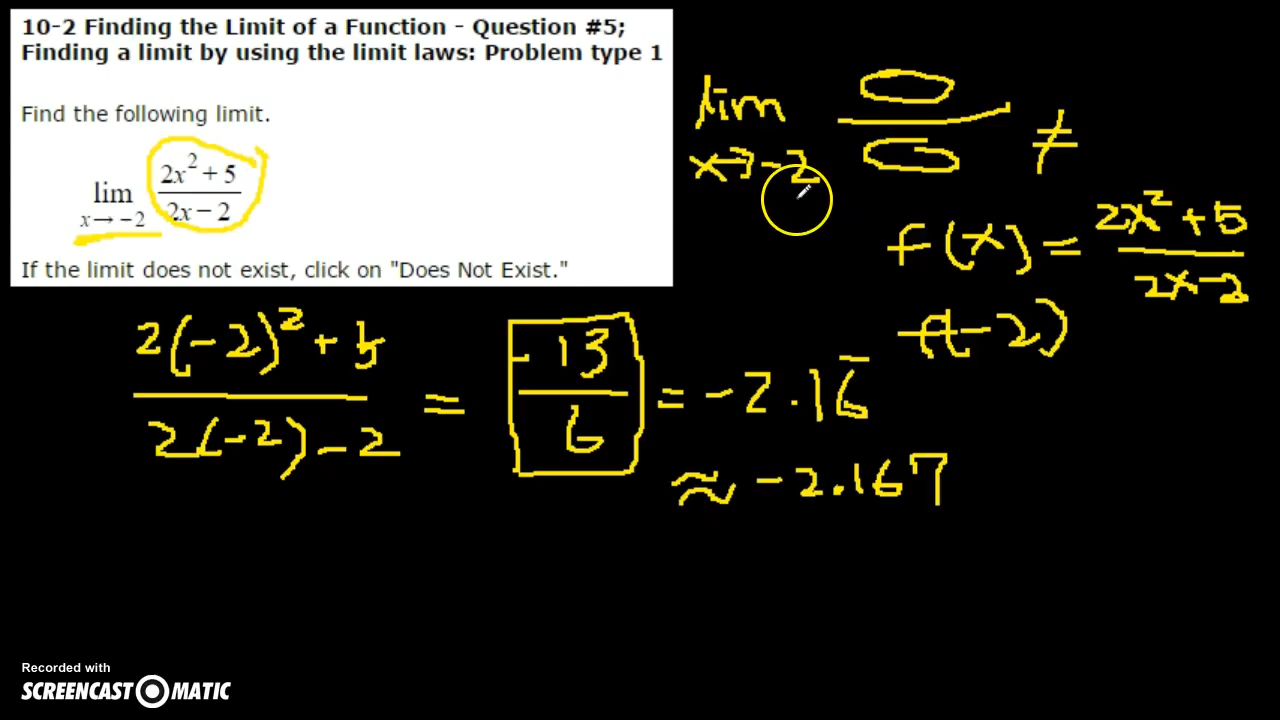 10-2 Finding the Limit of a Function - Question #5;
Finding a limit by using the limit laws: Problem type 1
Find the following limit.
lim x→ -2 2x² + 5 / 2x - 2
If the limit does not exist, click on "Does Not Exist."
lim x→ -2 — ≠
f(x) = 2x² + 5 / 2x - 2
f(-2)
2(-2)² + 5 / 2(-2) - 2 = - 13 / 6 = -2.16̅
≈ -2.167
Recorded with
SCREENCAST MATIC